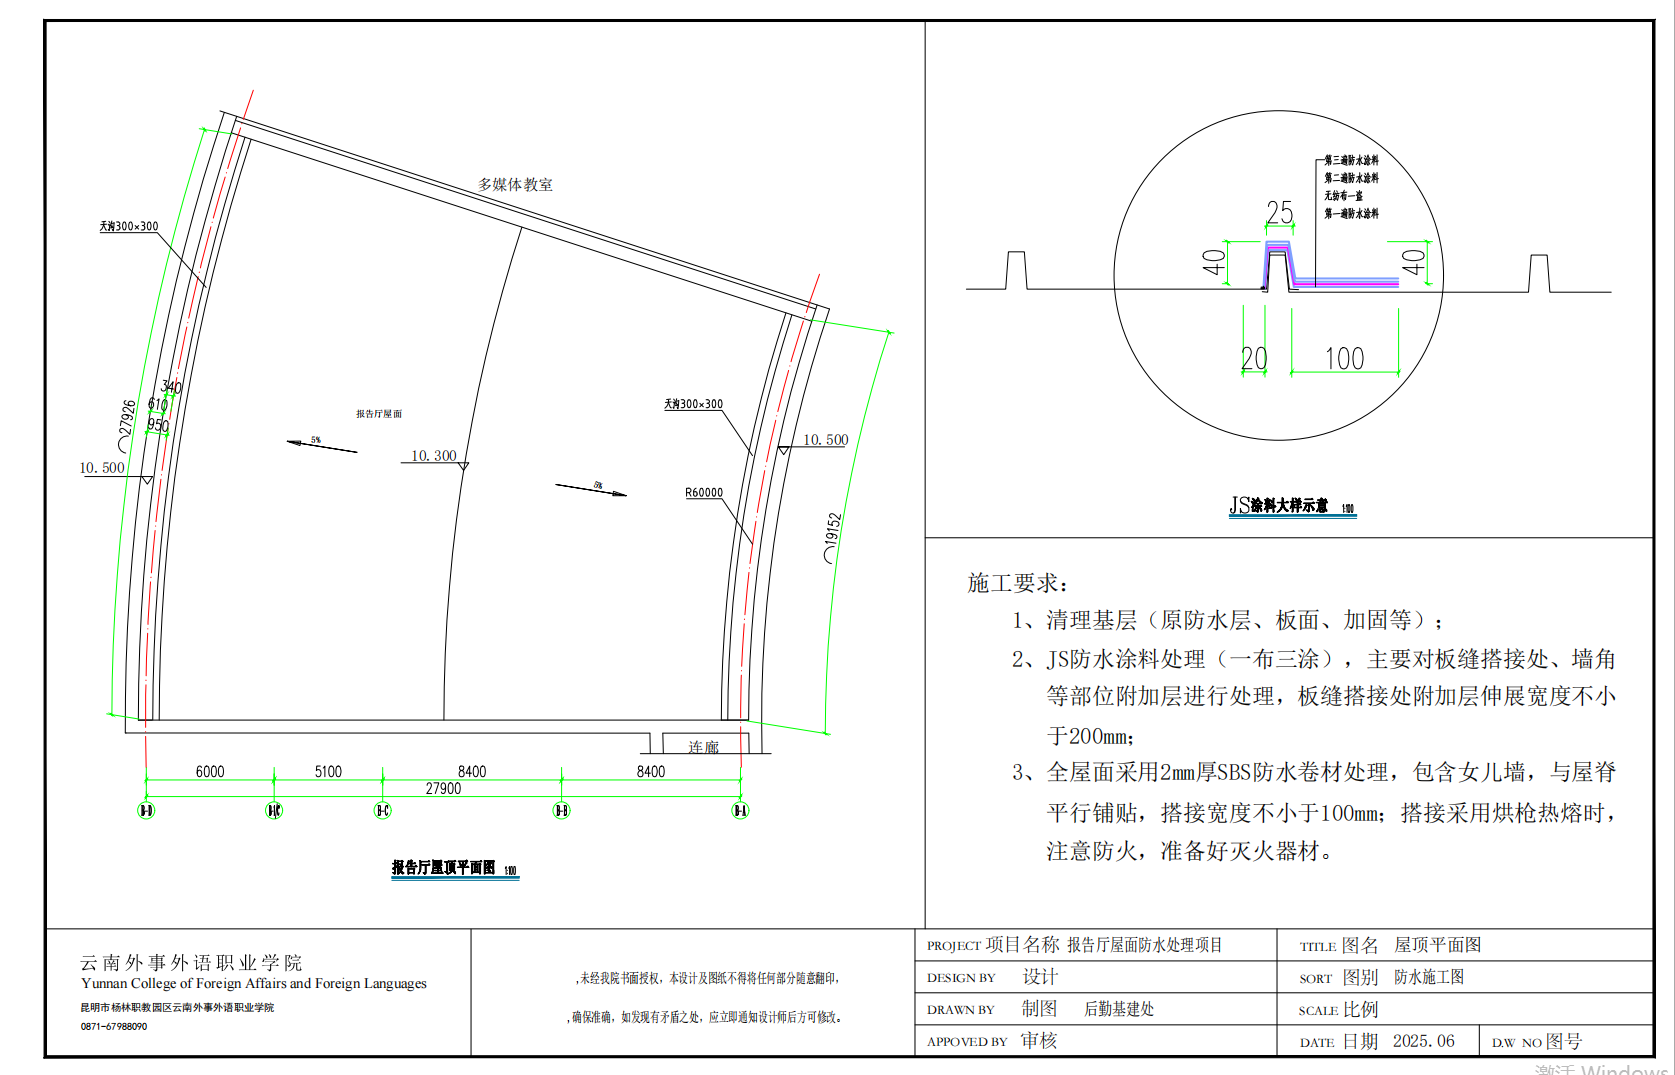 多媒体教室
天沟300×300
340
610
950
27926
10.500
报告厅屋面
5%
10.300
5%
天沟300×300
10.500
R60000
19152
连廊
6000
5100
8400
8400
27900
B-D
B-C
B-B
B-A
报告厅屋顶平面图 1:100
第三遍防水涂料
第二遍防水涂料
无纺布一
第一遍防水涂料
25
40
40
20
100
JS涂料大样示意 1:100
施工要求：
1、清理基层（原防水层、板面、加固等）；
2、JS防水涂料处理（一布三涂），主要对板缝搭接处、墙角
等部位附加层进行处理，板缝搭接处附加层伸展宽度不小
于200mm；
3、全屋面采用2mm厚SBS防水卷材处理，包含女儿墙，与屋脊
平行铺贴，搭接宽度不小于100mm；搭接采用烘枪热熔时，
注意防火，准备好灭火器材。
云南外事外语职业学院
Yunnan College of Foreign Affairs and Foreign Languages
昆明市杨林职教园区云南外事外语职业学院
0871-67988090
,未经我院书面授权，本设计及图纸不得将任何部分随意翻印，
,确保准确，如发现有矛盾之处，应立即通知设计师后方可修改。
PROJECT 项目名称 报告厅屋面防水处理项目
TITLE 图名 屋顶平面图
DESIGN BY 设计
SORT 图别 防水施工图
DRAWN BY 制图 后勤基建处
SCALE 比例
APPOVED BY 审核
DATE 日期 2025.06
D.W NO 图号
激活 Windows